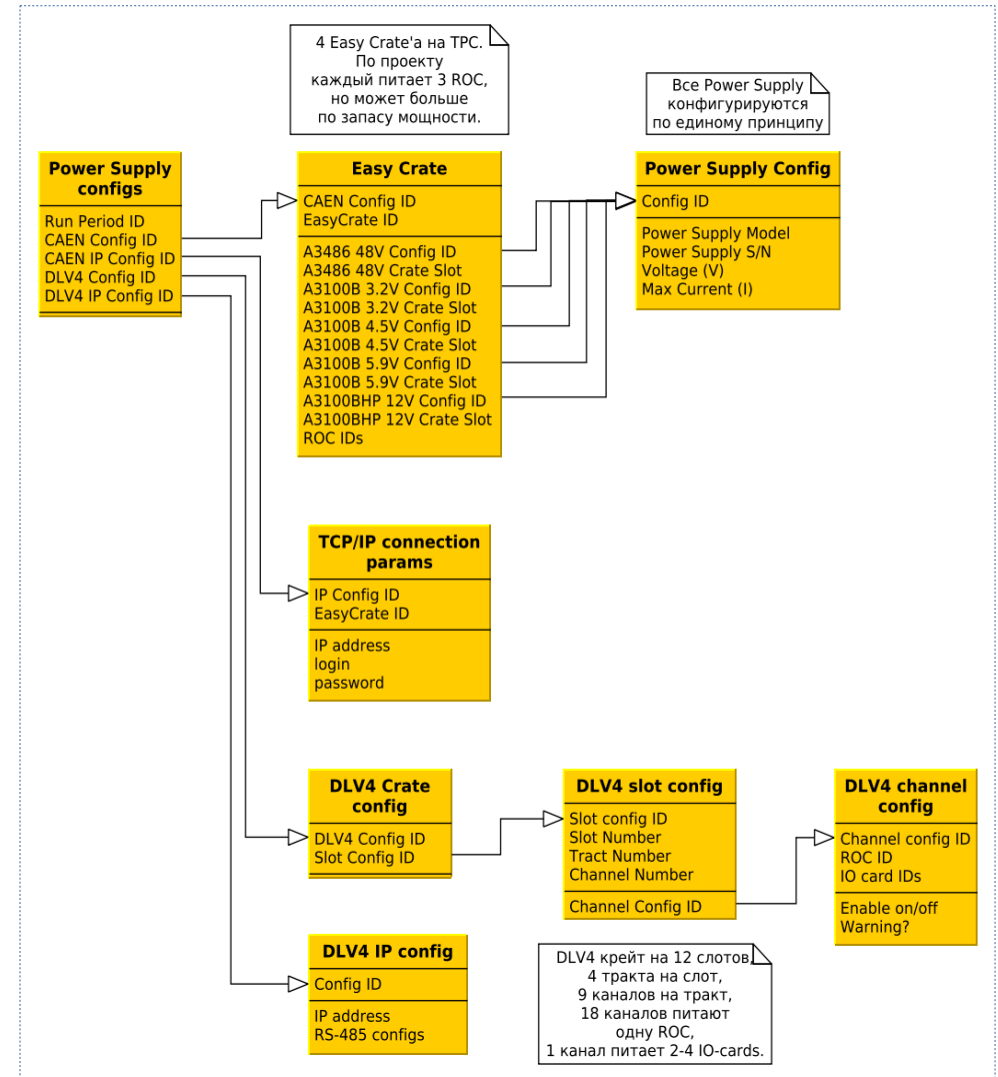 4 Easy Crate'а на TPC.
По проекту
каждый питает 3 ROC,
но может больше
по запасу мощности.
Все Power Supply
конфигурируются
по единому принципу
Power Supply
configs
Run Period ID
CAEN Config ID
CAEN IP Config ID
DLV4 Config ID
DLV4 IP Config ID
Easy Crate
CAEN Config ID
EasyCrate ID
A3486 48V Config ID
A3486 48V Crate Slot
A3100B 3.2V Config ID
A3100B 3.2V Crate Slot
A3100B 4.5V Config ID
A3100B 4.5V Crate Slot
A3100B 5.9V Config ID
A3100B 5.9V Crate Slot
A3100BHP 12V Config ID
A3100BHP 12V Crate Slot
ROC IDs
Power Supply Config
Config ID
Power Supply Model
Power Supply S/N
Voltage (V)
Max Current (I)
TCP/IP connection
params
IP Config ID
EasyCrate ID
IP address
login
password
DLV4 Crate
config
DLV4 Config ID
Slot Config ID
DLV4 slot config
Slot config ID
Slot Number
Tract Number
Channel Number
Channel Config ID
DLV4 channel
config
Channel config ID
ROC ID
IO card IDs
Enable on/off
Warning?
DLV4 IP config
Config ID
IP address
RS-485 configs
DLV4 крейт на 12 слотов,
4 тракта на слот,
9 каналов на тракт,
18 каналов питают
одну ROC,
1 канал питает 2-4 IO-cards.